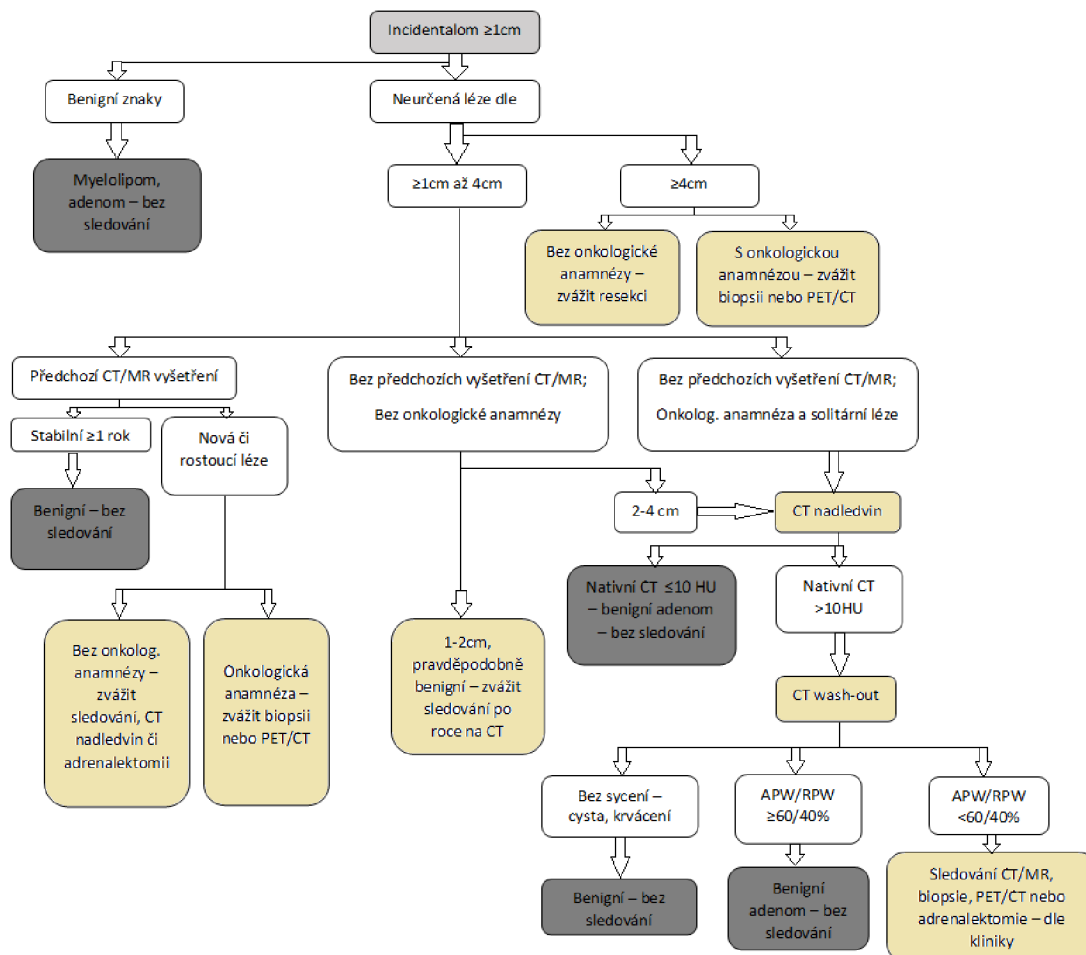 Incidentalom ≥1cm
Benigní znaky
Neurčená léze dle
Myelolipom,
adenom – bez
sledování
≥1cm až 4cm
≥4cm
Bez onkologické
anamnézy –
zvážit resekci
S onkologickou
anamnézou – zvážit
biopsii nebo PET/CT
Předchozí CT/MR vyšetření
Bez předchozích vyšetření CT/MR;
Bez onkologické anamnézy
Bez předchozích vyšetření CT/MR;
Onkolog. anamnéza a solitární léze
Stabilní ≥1 rok
Nová či
rostoucí léze
Benigní – bez
sledování
2-4 cm
CT nadledvin
Nativní CT ≤10 HU
– benigní adenom
– bez sledování
Nativní CT
>10HU
Bez onkolog.
anamnézy –
zvážit
sledování, CT
nadledvin či
adrenalektomii
Onkologická
anamnéza –
zvážit biopsii
nebo PET/CT
1-2cm,
pravděpodobně
benigní – zvážit
sledování po
roce na CT
CT wash-out
Bez sycení –
cysta, krvácení
APW/RPW
≥60/40%
APW/RPW
<60/40%
Benigní – bez
sledování
Benigní
adenom – bez
sledování
Sledování CT/MR,
biopsie, PET/CT nebo
adrenalektomie – dle
kliniky